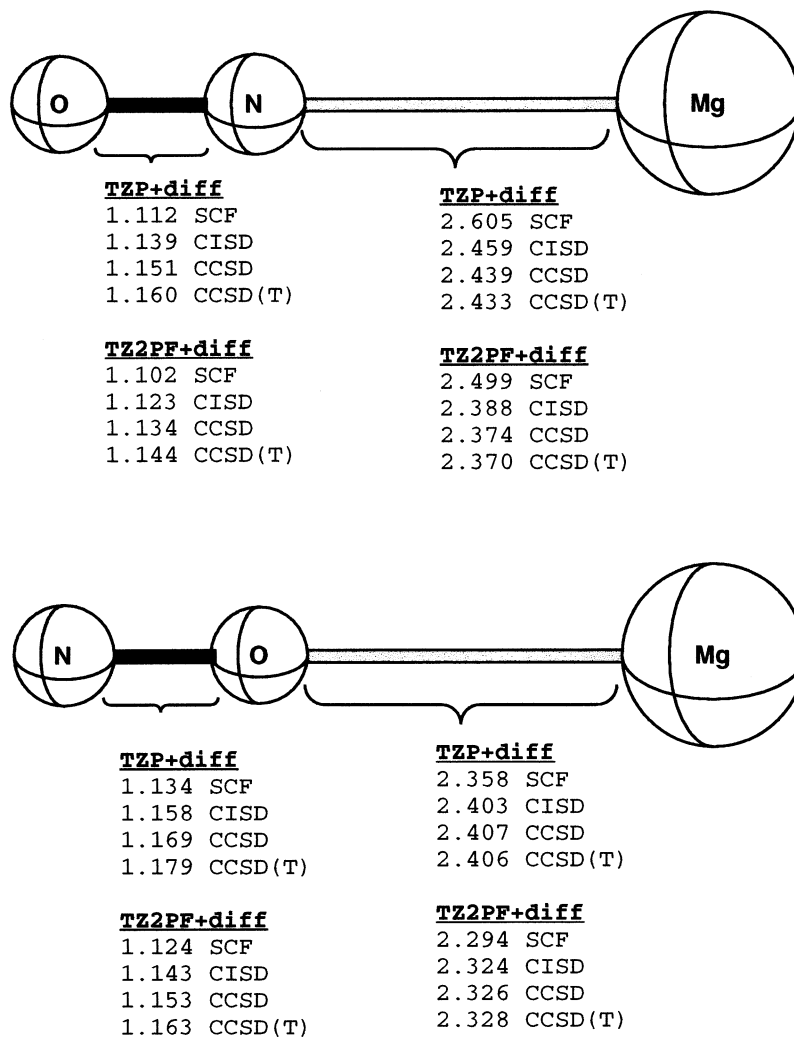 O N Mg
TZP+diff
1.112 SCF
1.139 CISD
1.151 CCSD
1.160 CCSD(T)
TZ2PF+diff
1.102 SCF
1.123 CISD
1.134 CCSD
1.144 CCSD(T)
TZP+diff
2.605 SCF
2.459 CISD
2.439 CCSD
2.433 CCSD(T)
TZ2PF+diff
2.499 SCF
2.388 CISD
2.374 CCSD
2.370 CCSD(T)
N O Mg
TZP+diff
1.134 SCF
1.158 CISD
1.169 CCSD
1.179 CCSD(T)
TZ2PF+diff
1.124 SCF
1.143 CISD
1.153 CCSD
1.163 CCSD(T)
TZP+diff
2.358 SCF
2.403 CISD
2.407 CCSD
2.406 CCSD(T)
TZ2PF+diff
2.294 SCF
2.324 CISD
2.326 CCSD
2.328 CCSD(T)